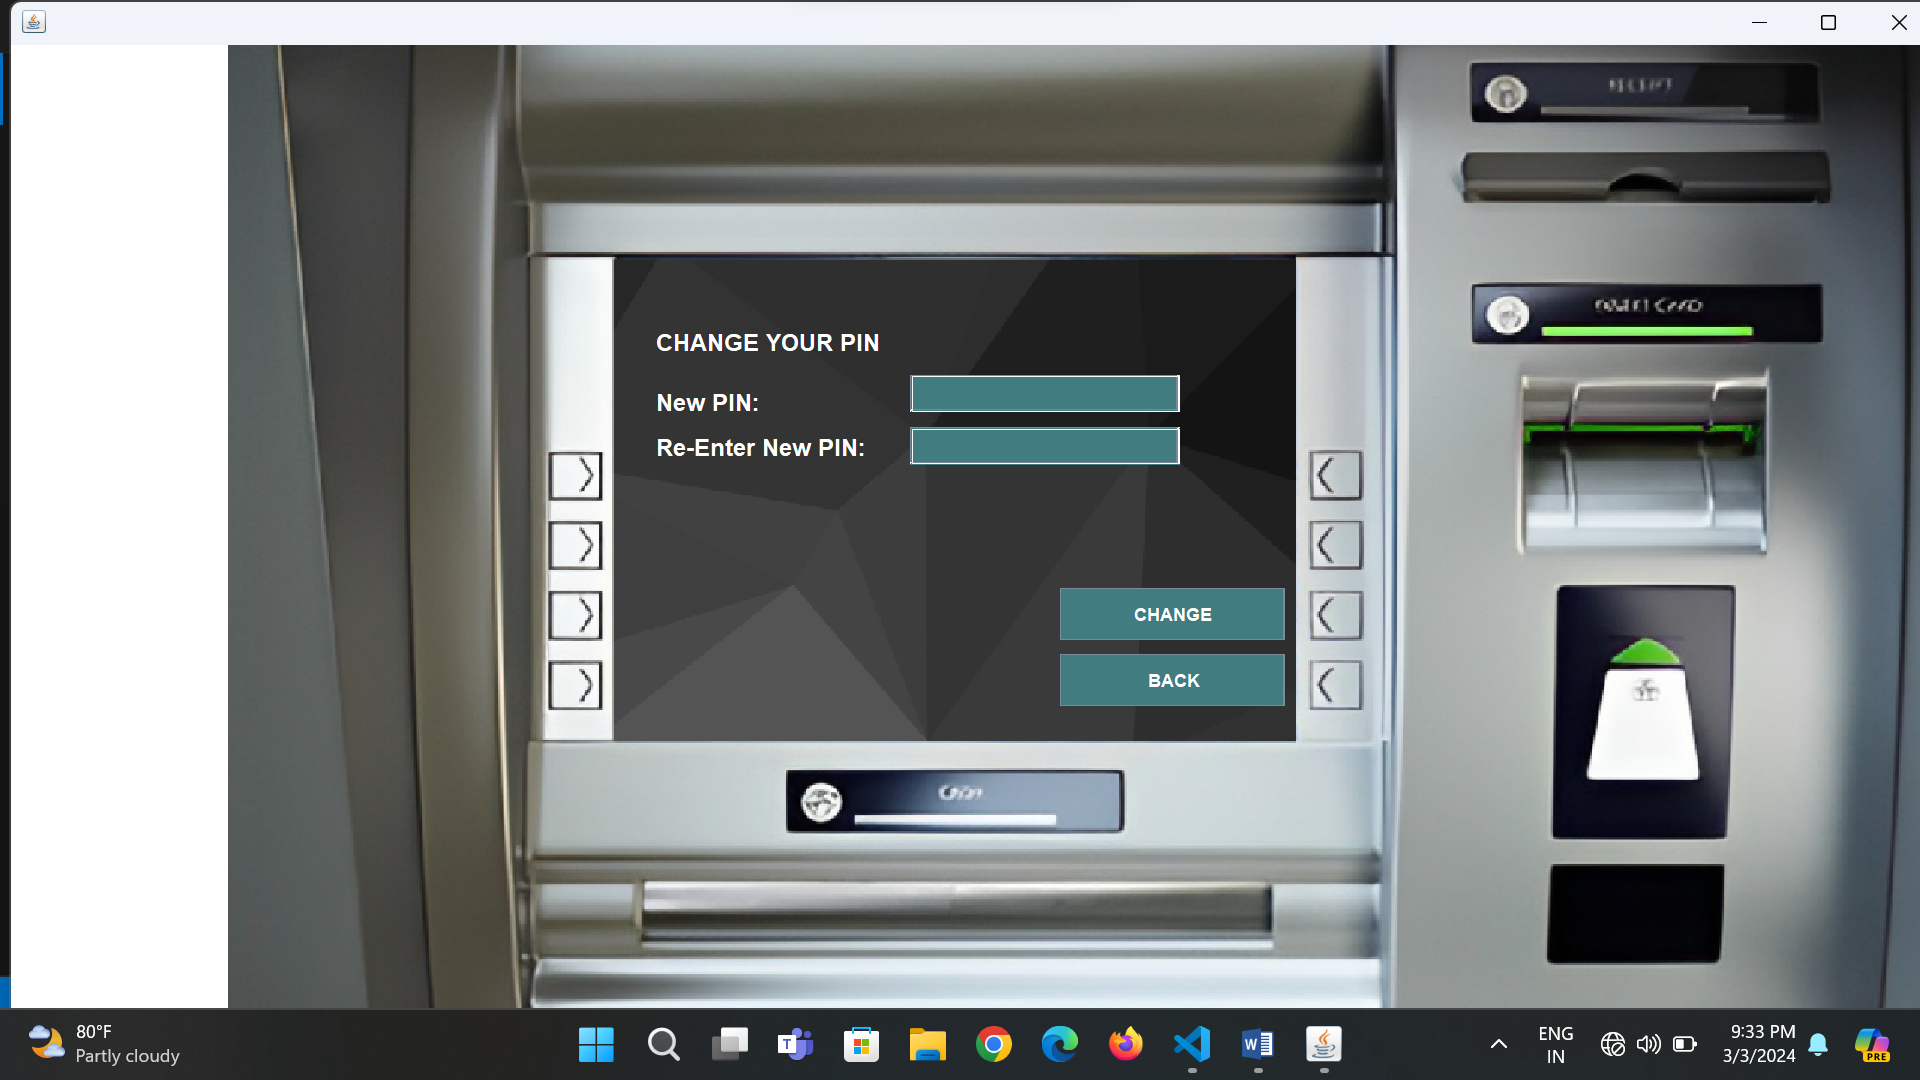 CHANGE YOUR PIN
New PIN:
Re-Enter New PIN:
CHANGE
BACK
80°F
Partly cloudy
ENG
IN
9:33 PM
3/3/2024
PRE